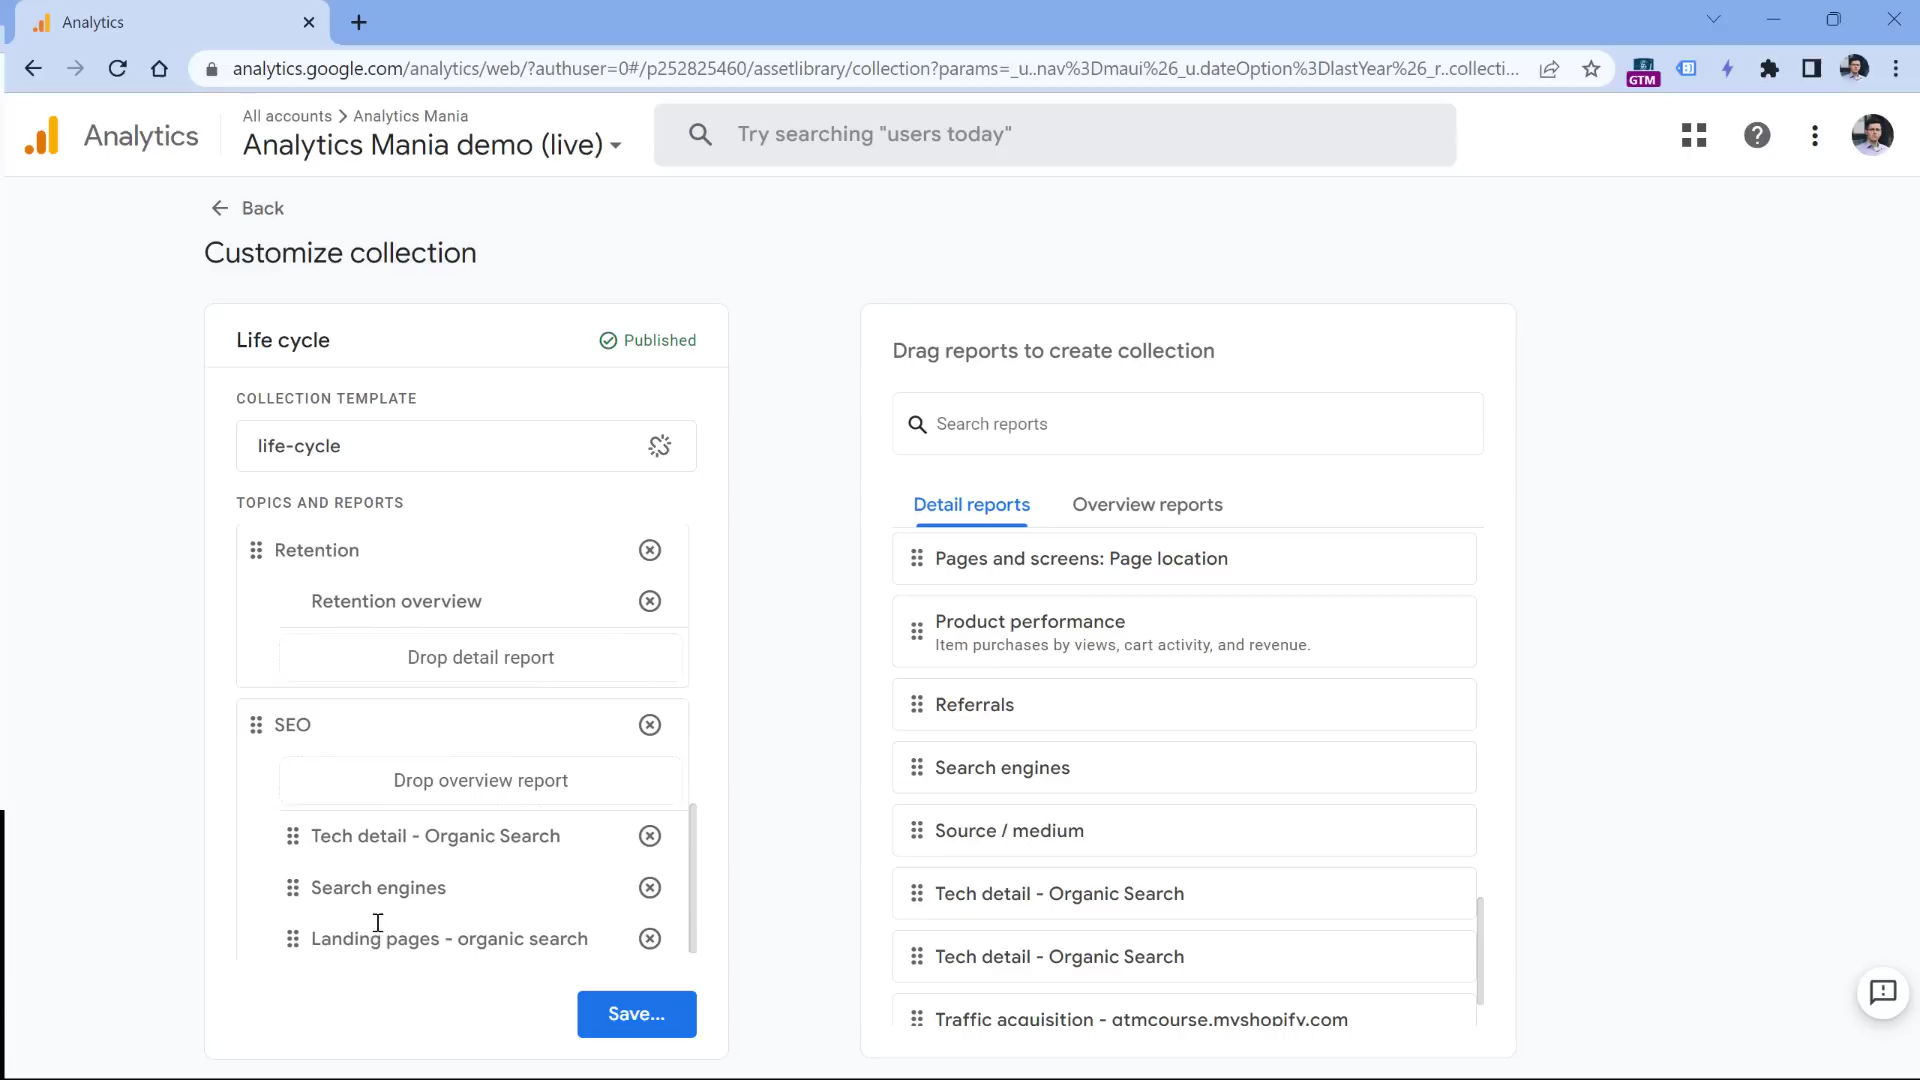 Analytics
analytics.google.com/analytics/web/?authuser=0#/p252825460/assetlibrary/collection?params=_u..nav%3Dmaui%26_u.dateOption%3DlastYear%26_r..collecti...
GTM
Analytics
All accounts > Analytics Mania
Analytics Mania demo (live)
Try searching "users today"
Back
Customize collection
Life cycle
Published
COLLECTION TEMPLATE
life-cycle
TOPICS AND REPORTS
Retention
Retention overview
Drop detail report
SEO
Drop overview report
Tech detail - Organic Search
Search engines
Landing pages - organic search
Save...
Drag reports to create collection
Search reports
Detail reports
Overview reports
Pages and screens: Page location
Product performance
Item purchases by views, cart activity, and revenue.
Referrals
Search engines
Source / medium
Tech detail - Organic Search
Tech detail - Organic Search
Traffic acquisition - gtmcourse.myshopify.com